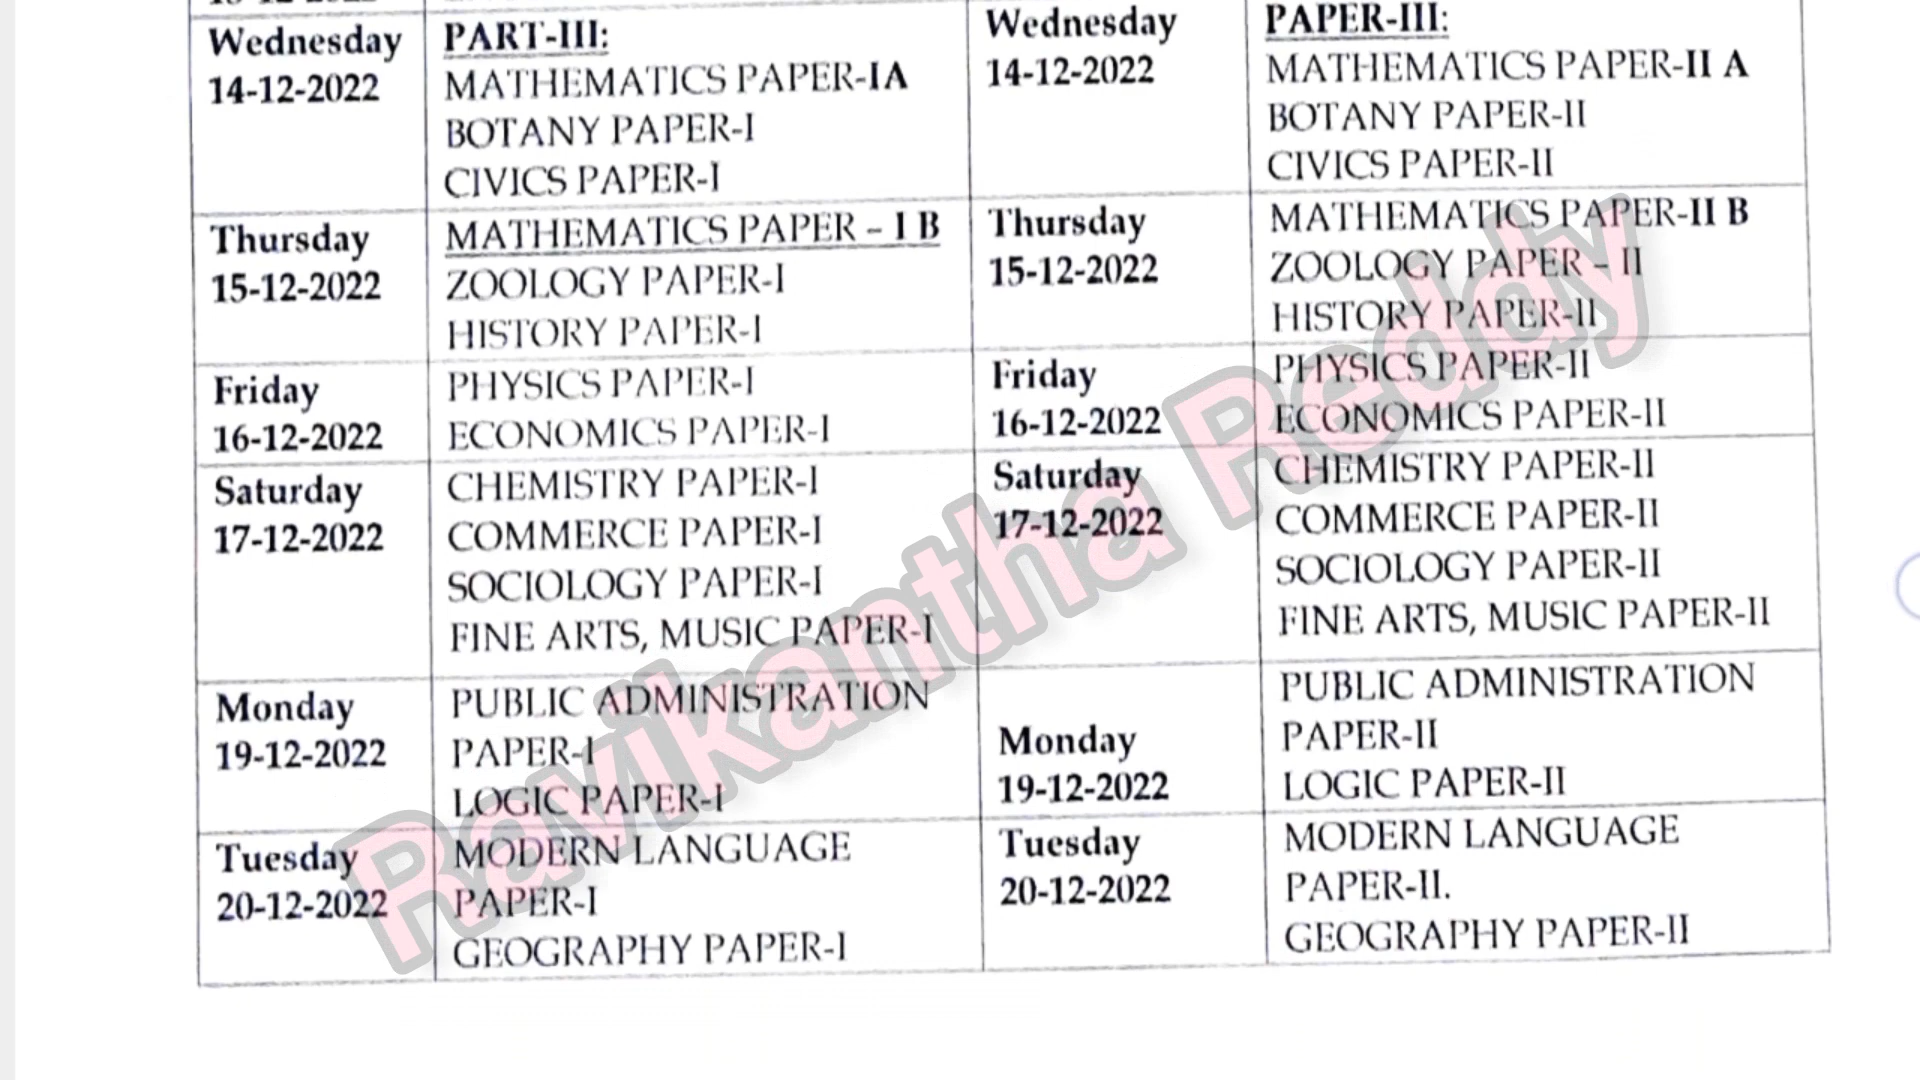 Wednesday
14-12-2022
PART-III:
MATHEMATICS PAPER-IA
BOTANY PAPER-I
CIVICS PAPER-I
Wednesday
14-12-2022
PAPER-III:
MATHEMATICS PAPER-II A
BOTANY PAPER-II
CIVICS PAPER-II
Thursday
15-12-2022
MATHEMATICS PAPER – I B
ZOOLOGY PAPER-I
HISTORY PAPER-I
Thursday
15-12-2022
MATHEMATICS PAPER-II B
ZOOLOGY PAPER – II
HISTORY PAPER-II
Friday
16-12-2022
PHYSICS PAPER-I
ECONOMICS PAPER-I
Friday
16-12-2022
PHYSICS PAPER-II
ECONOMICS PAPER-II
Saturday
17-12-2022
CHEMISTRY PAPER-I
COMMERCE PAPER-I
SOCIOLOGY PAPER-I
FINE ARTS, MUSIC PAPER-I
Saturday
17-12-2022
CHEMISTRY PAPER-II
COMMERCE PAPER-II
SOCIOLOGY PAPER-II
FINE ARTS, MUSIC PAPER-II
Monday
19-12-2022
PUBLIC ADMINISTRATION
PAPER-I
LOGIC PAPER-I
Monday
19-12-2022
PUBLIC ADMINISTRATION
PAPER-II
LOGIC PAPER-II
Tuesday
20-12-2022
MODERN LANGUAGE
PAPER-I
GEOGRAPHY PAPER-I
Tuesday
20-12-2022
MODERN LANGUAGE
PAPER-II.
GEOGRAPHY PAPER-II
Ravikantha Reddy